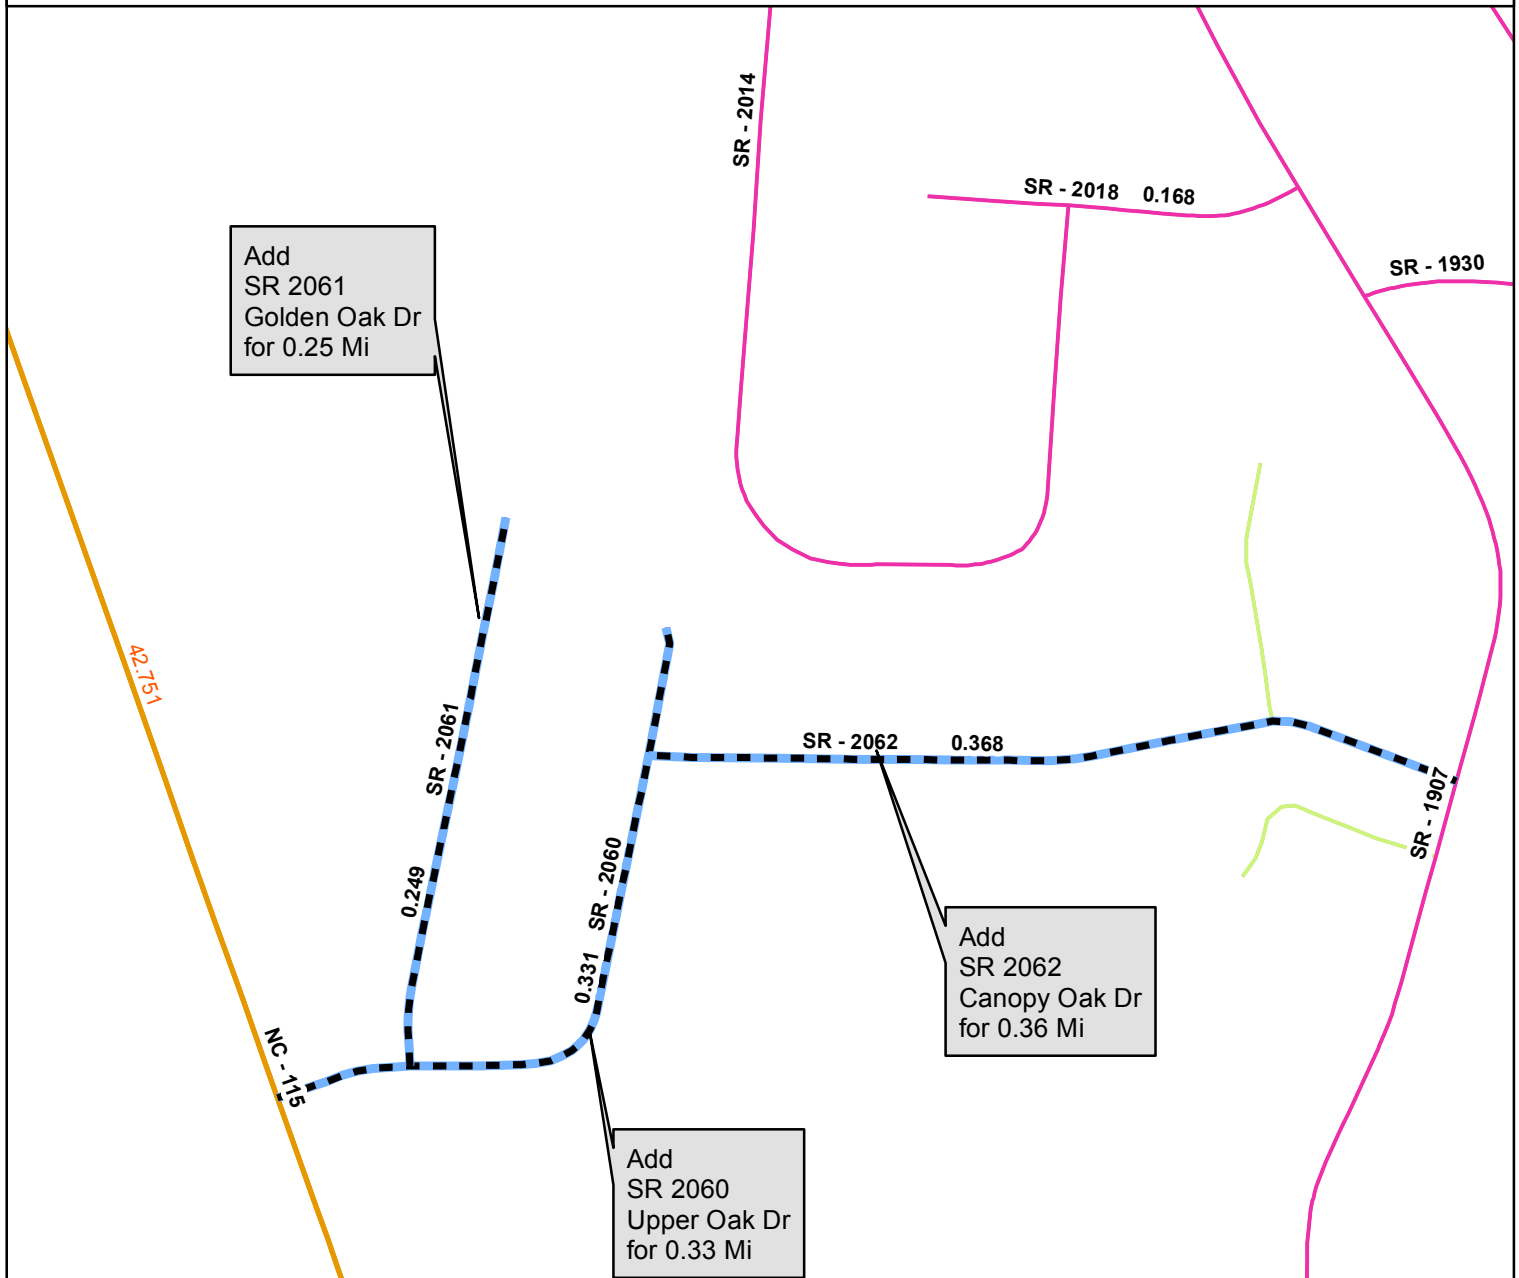 SR - 2014
SR - 2018 0.168
SR - 1930
Add
SR 2061
Golden Oak Dr
for 0.25 Mi
42.751
SR - 2061
0.249
SR - 2062 0.368
SR - 1907
0.331 SR - 2060
Add
SR 2062
Canopy Oak Dr
for 0.36 Mi
NC - 115
Add
SR 2060
Upper Oak Dr
for 0.33 Mi